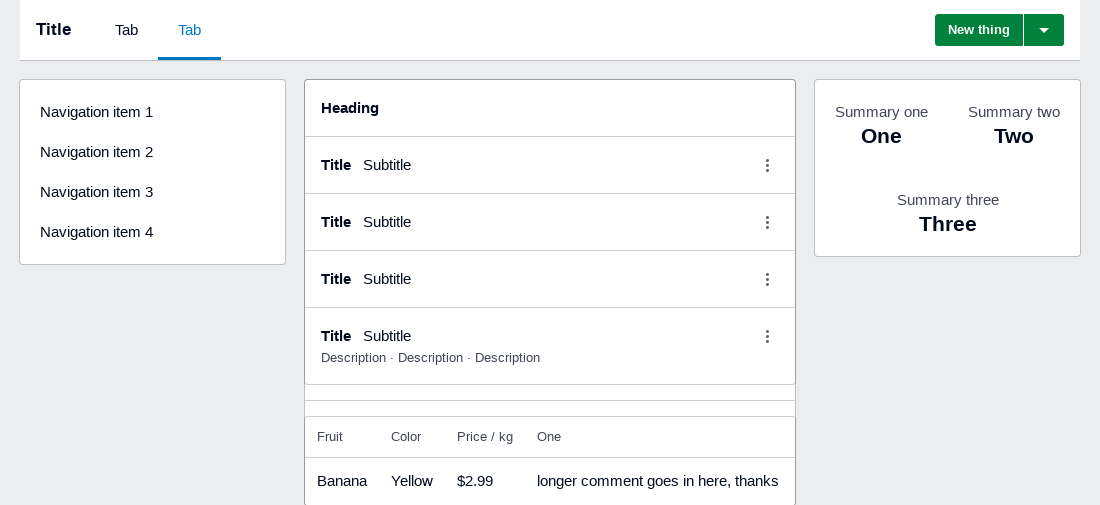 Title Tab Tab New thing
Navigation item 1
Navigation item 2
Navigation item 3
Navigation item 4
Heading
Title Subtitle
Title Subtitle
Title Subtitle
Title Subtitle
Description · Description · Description
Fruit Color Price / kg One
Banana Yellow $2.99 longer comment goes in here, thanks
Summary one Summary two
One Two
Summary three
Three